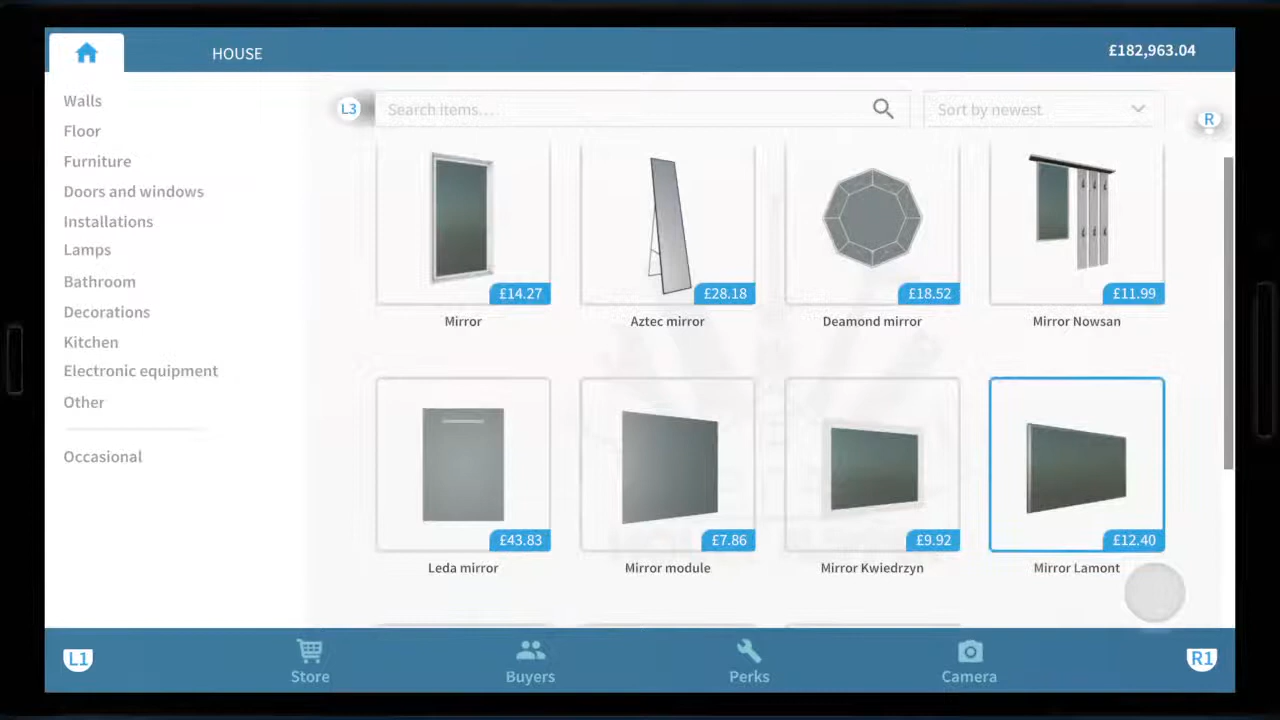 HOUSE
£182,963.04
Walls
Floor
Furniture
Doors and windows
Installations
Lamps
Bathroom
Decorations
Kitchen
Electronic equipment
Other
Occasional
L3
Search items....
Sort by newest
R
£14.27
£28.18
£18.52
£11.99
Mirror
Aztec mirror
Deamond mirror
Mirror Nowsan
£43.83
£7.86
£9.92
£12.40
Leda mirror
Mirror module
Mirror Kwiedrzyn
Mirror Lamont
L1
Store
Buyers
Perks
Camera
R1